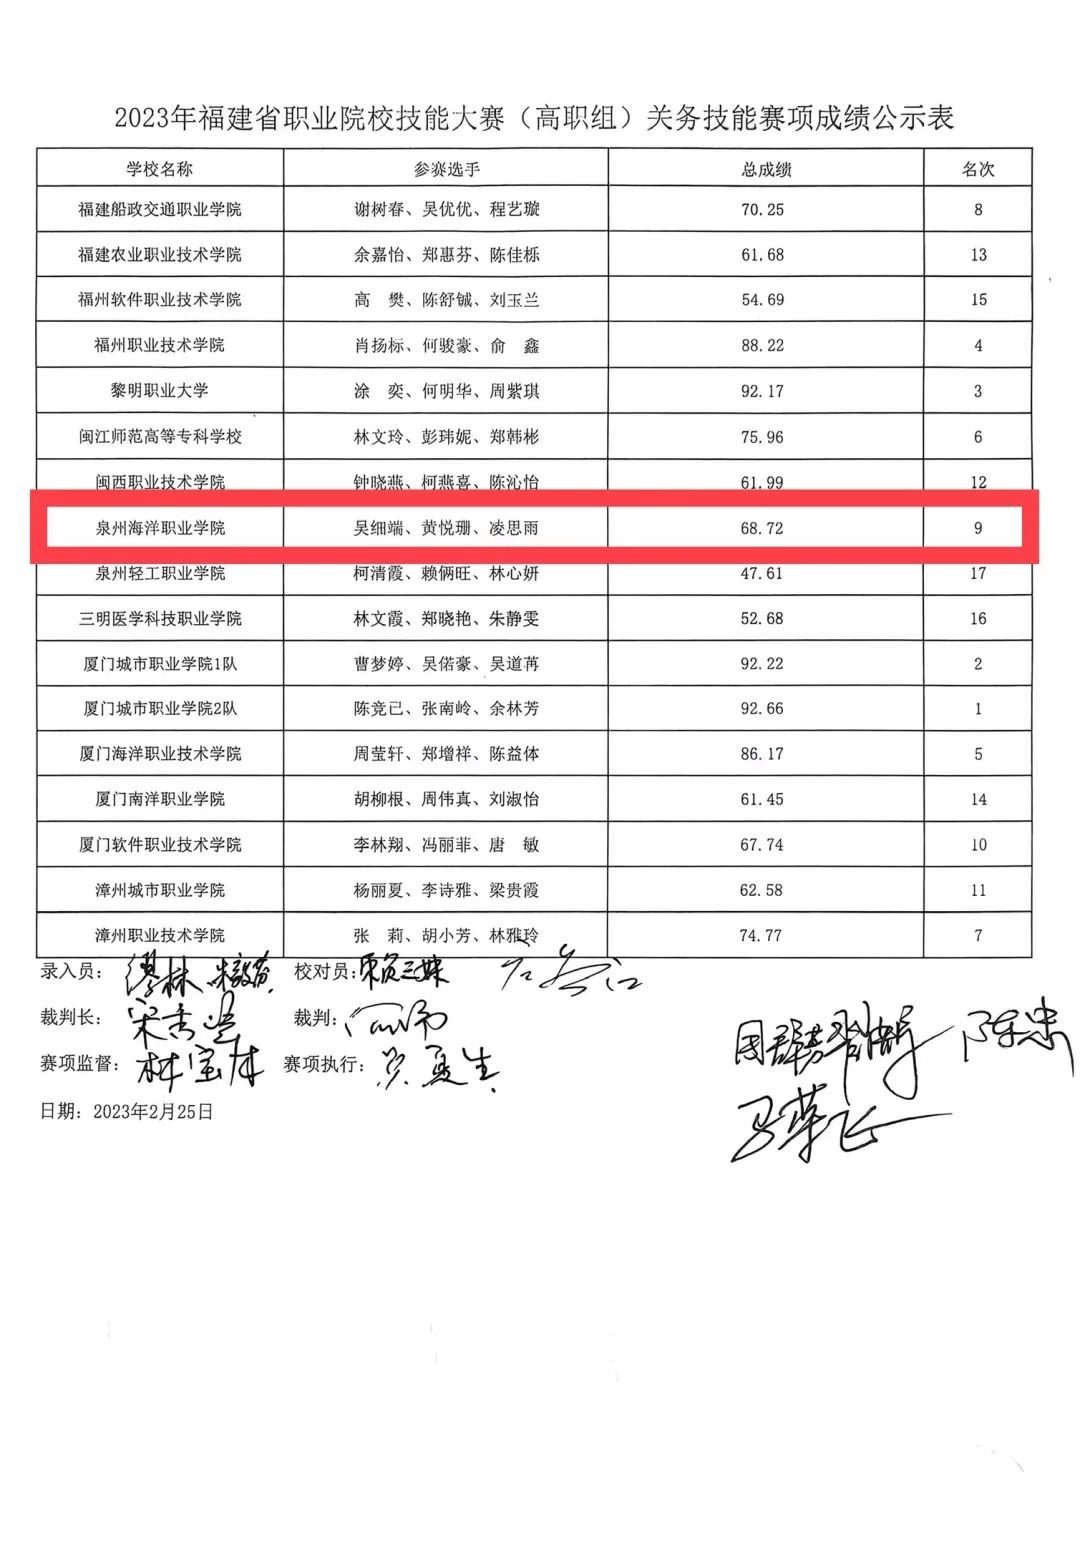 2023年福建省职业院校技能大赛（高职组）关务技能赛项成绩公示表
学校名称 参赛选手 总成绩 名次
福建船政交通职业学院 谢树春、吴优优、程艺璇 70.25 8
福建农业职业技术学院 余嘉怡、郑惠芬、陈佳栎 61.68 13
福州软件职业技术学院 高　樊、陈舒铖、刘玉兰 54.69 15
福州职业技术学院 肖扬标、何骏豪、俞　鑫 88.22 4
黎明职业大学 涂　奕、何明华、周紫琪 92.17 3
闽江师范高等专科学校 林文玲、彭玮妮、郑韩彬 75.96 6
闽西职业技术学院 钟晓燕、柯燕喜、陈沁怡 61.99 12
泉州海洋职业学院 吴细端、黄悦珊、凌思雨 68.72 9
泉州轻工职业学院 柯清霞、赖俩旺、林心妍 47.61 17
三明医学科技职业学院 林文霞、郑晓艳、朱静雯 52.68 16
厦门城市职业学院1队 曹梦婷、吴偌豪、吴道苒 92.22 2
厦门城市职业学院2队 陈竞己、张南岭、余林芳 92.66 1
厦门海洋职业技术学院 周莹轩、郑增祥、陈益体 86.17 5
厦门南洋职业学院 胡柳根、周伟真、刘淑怡 61.45 14
厦门软件职业技术学院 李林翔、冯丽菲、唐　敏 67.74 10
漳州城市职业学院 杨丽夏、李诗雅、梁贵霞 62.58 11
漳州职业技术学院 张　莉、胡小芳、林雅玲 74.77 7
录入员： 校对员：
裁判长： 裁判：
赛项监督： 赛项执行：
日期：2023年2月25日